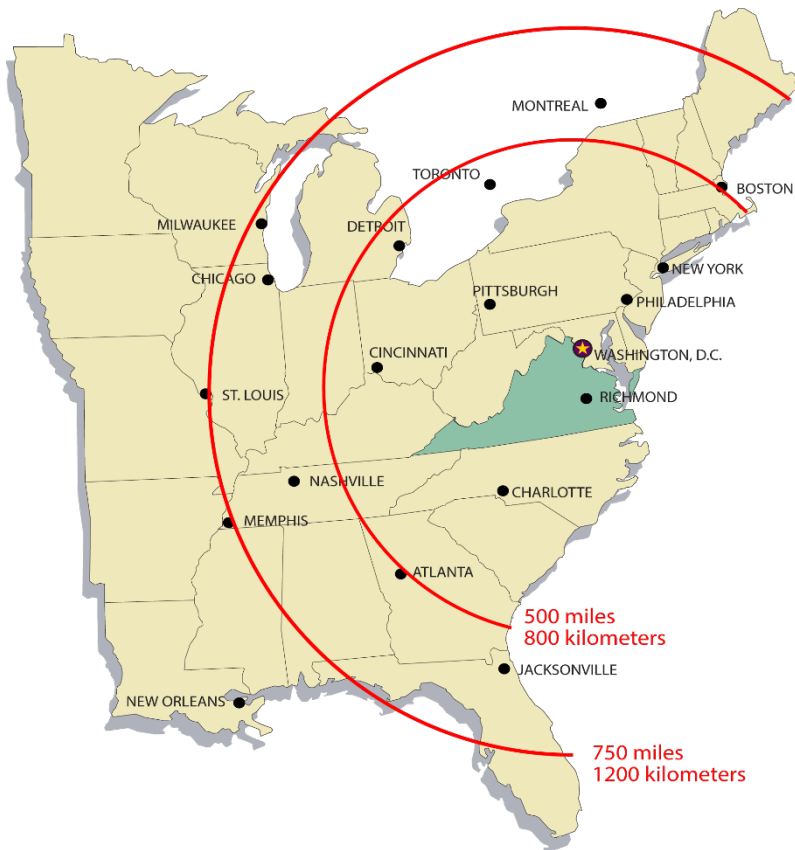 MONTREAL
TORONTO
BOSTON
MILWAUKEE
DETROIT
NEW YORK
CHICAGO
PITTSBURGH
PHILADELPHIA
CINCINNATI
WASHINGTON, D.C.
ST. LOUIS
RICHMOND
NASHVILLE
CHARLOTTE
MEMPHIS
ATLANTA
500 miles
800 kilometers
JACKSONVILLE
NEW ORLEANS
750 miles
1200 kilometers